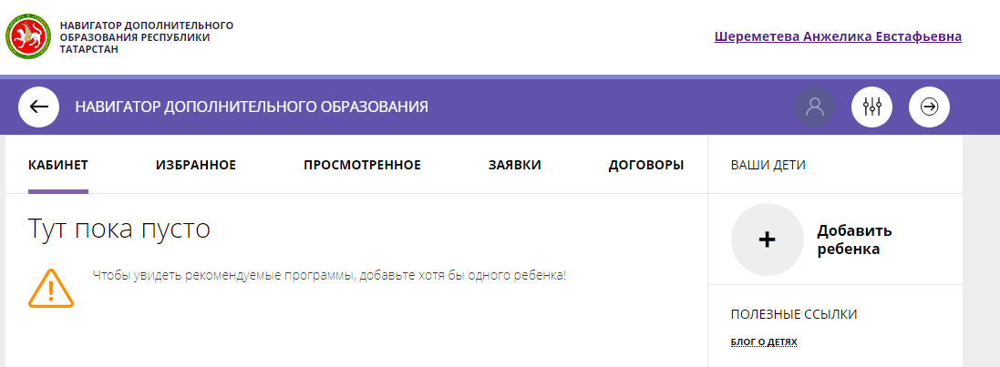 НАВИГАТОР ДОПОЛНИТЕЛЬНОГО
ОБРАЗОВАНИЯ РЕСПУБЛИКИ
ТАТАРСТАН
Шереметева Анжелика Евстафьевна
НАВИГАТОР ДОПОЛНИТЕЛЬНОГО ОБРАЗОВАНИЯ
КАБИНЕТ
ИЗБРАННОЕ
ПРОСМОТРЕННОЕ
ЗАЯВКИ
ДОГОВОРЫ
Тут пока пусто
Чтобы увидеть рекомендуемые программы, добавьте хотя бы одного ребенка!
ВАШИ ДЕТИ
Добавить
ребенка
ПОЛЕЗНЫЕ ССЫЛКИ
БЛОГ О ДЕТЯХ